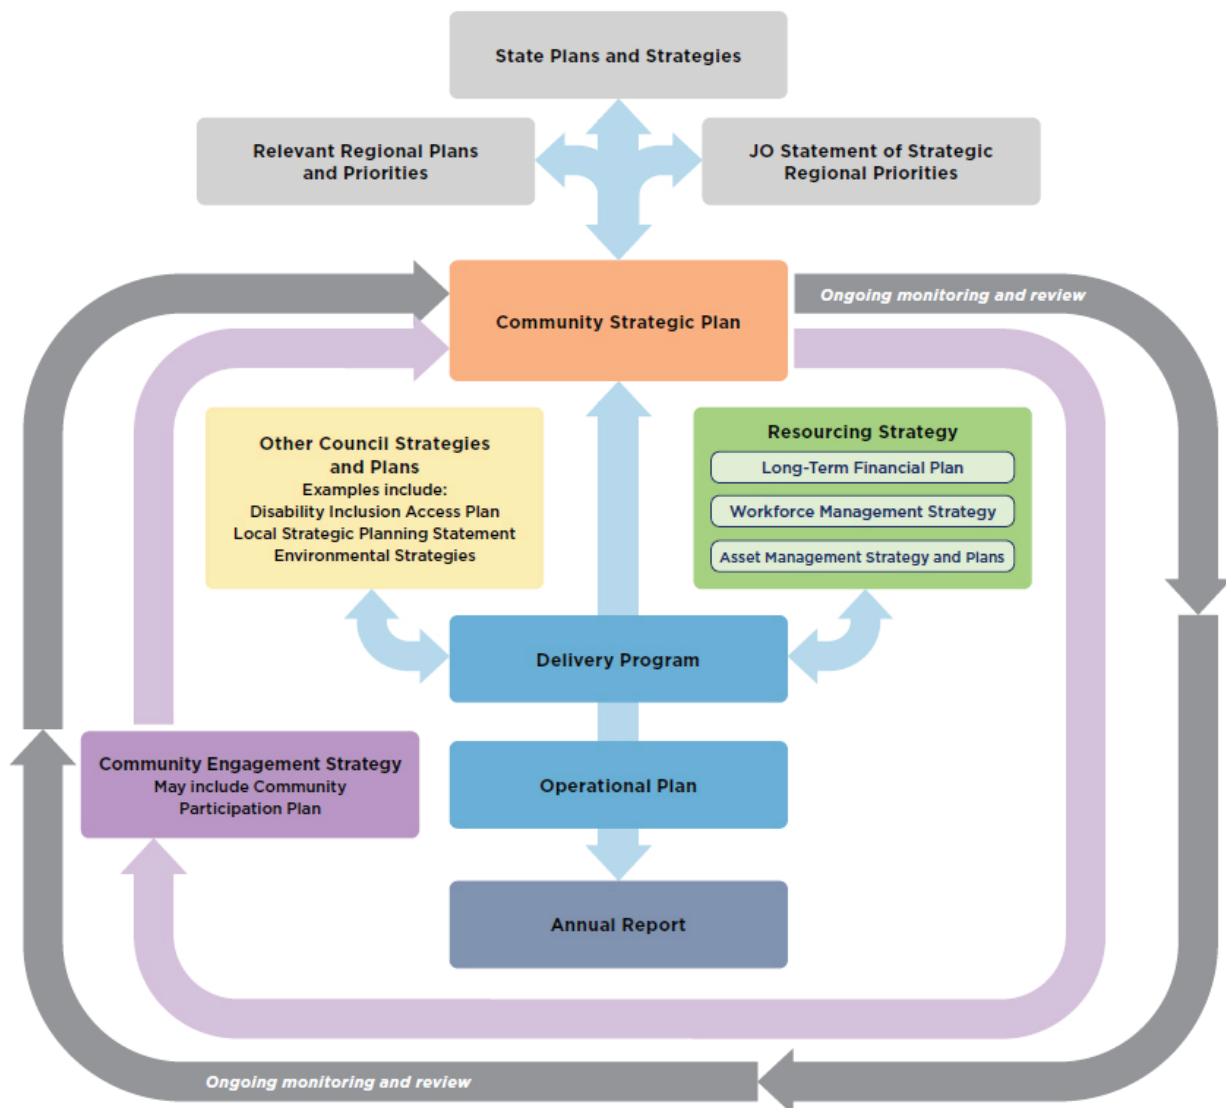 State Plans and Strategies
Relevant Regional Plans
and Priorities
JO Statement of Strategic
Regional Priorities
Ongoing monitoring and review
Community Strategic Plan
Other Council Strategies
and Plans
Examples include:
Disability Inclusion Access Plan
Local Strategic Planning Statement
Environmental Strategies
Resourcing Strategy
Long-Term Financial Plan
Workforce Management Strategy
Asset Management Strategy and Plans
Delivery Program
Community Engagement Strategy
May include Community
Participation Plan
Operational Plan
Annual Report
Ongoing monitoring and review